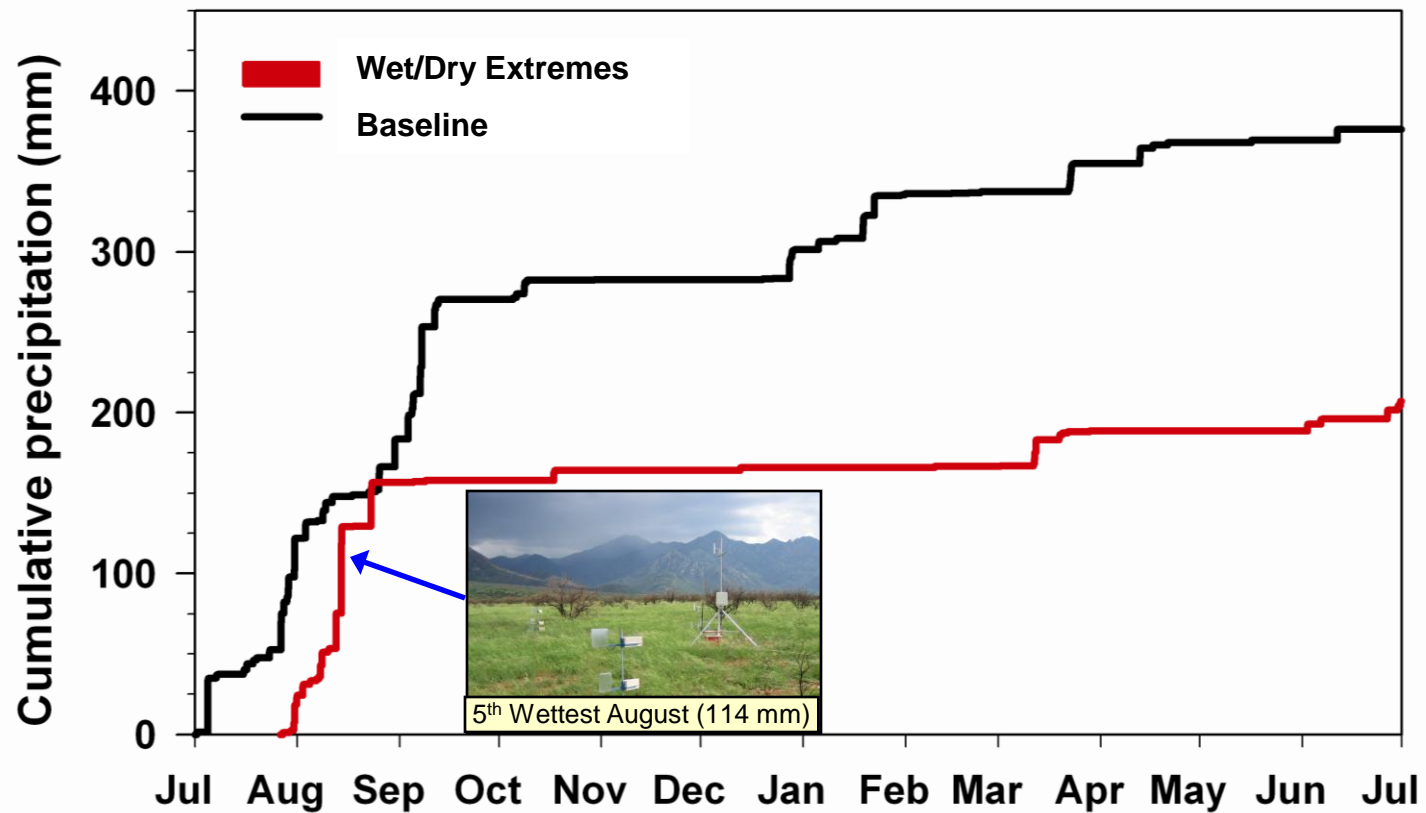 Wet/Dry Extremes
Baseline
Cumulative precipitation (mm)
400
300
200
100
0
5th Wettest August (114 mm)
Jul Aug Sep Oct Nov Dec Jan Feb Mar Apr May Jun Jul